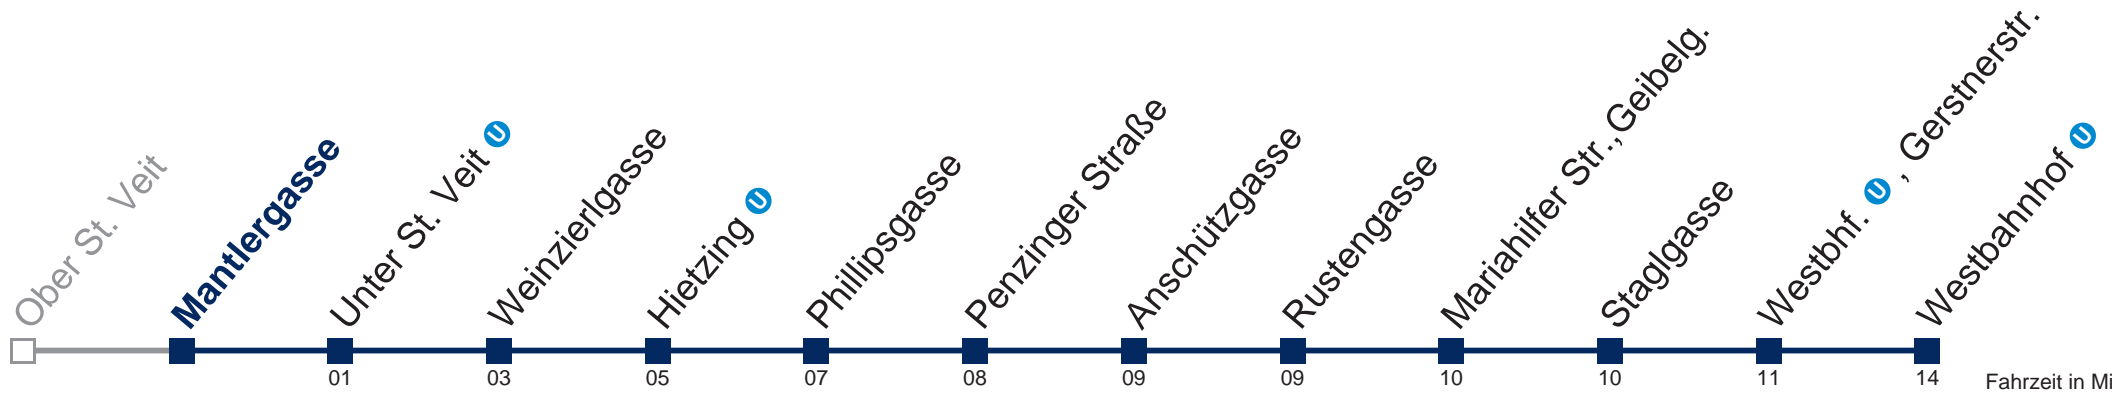 Ober St. Veit
Mantlergasse
Unter St. Veit U
Weinzierlgasse
Hietzing U
Phillipsgasse
Penzinger Straße
Anschützgasse
Rustengasse
Mariahilfer Str., Geibelg.
Staglgasse
Westbhf. U , Gerstnerstr.
Westbahnhof U
01 03 05 07 08 09 09 10 10 11 14 Fahrzeit in Mi